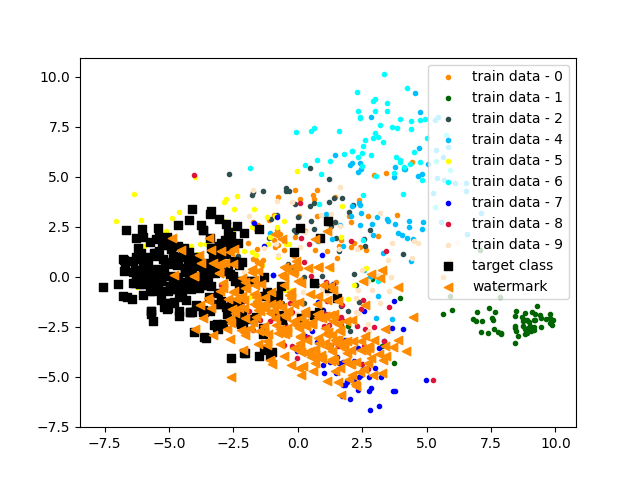 10.0
7.5
5.0
2.5
0.0
−2.5
−5.0
−7.5
−7.5
−5.0
−2.5
0.0
2.5
5.0
7.5
10.0
train data - 0
train data - 1
train data - 2
train data - 4
train data - 5
train data - 6
train data - 7
train data - 8
train data - 9
target class
watermark